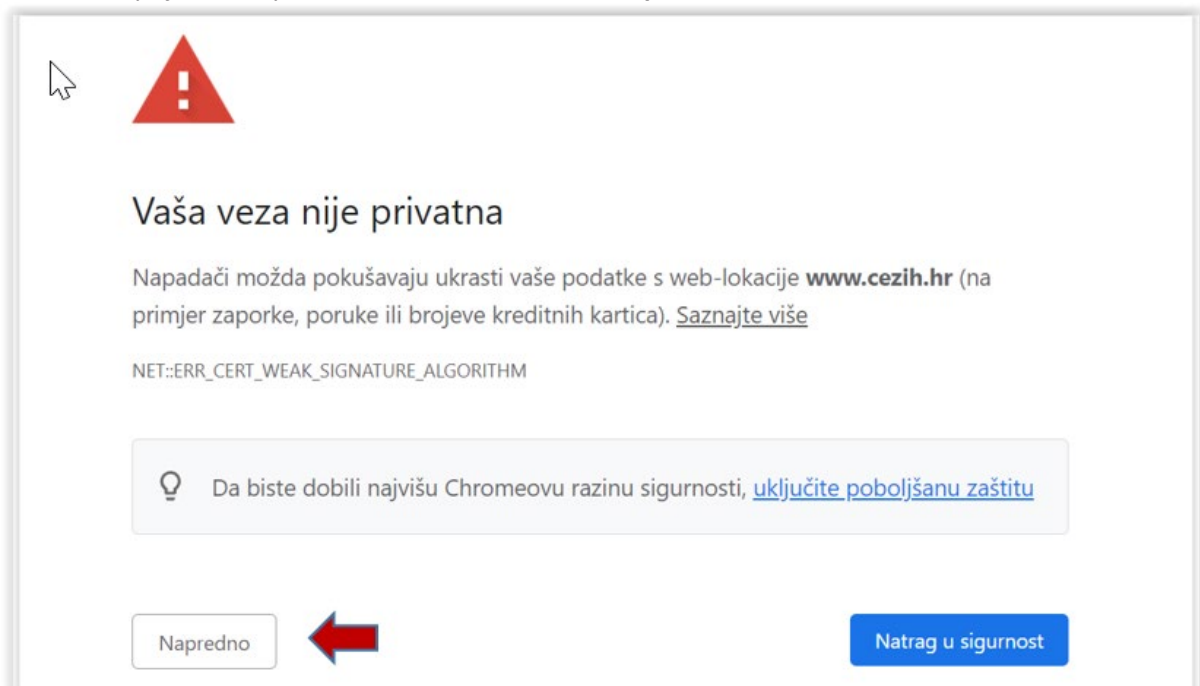 Vaša veza nije privatna
Napadači možda pokušavaju ukrasti vaše podatke s web-lokacije www.cezih.hr (na
primjer zaporke, poruke ili brojeve kreditnih kartica). Saznajte više
NET::ERR_CERT_WEAK_SIGNATURE_ALGORITHM
Da biste dobili najvišu Chromeovu razinu sigurnosti, uključite poboljšanu zaštitu
Napredno
Natrag u sigurnost